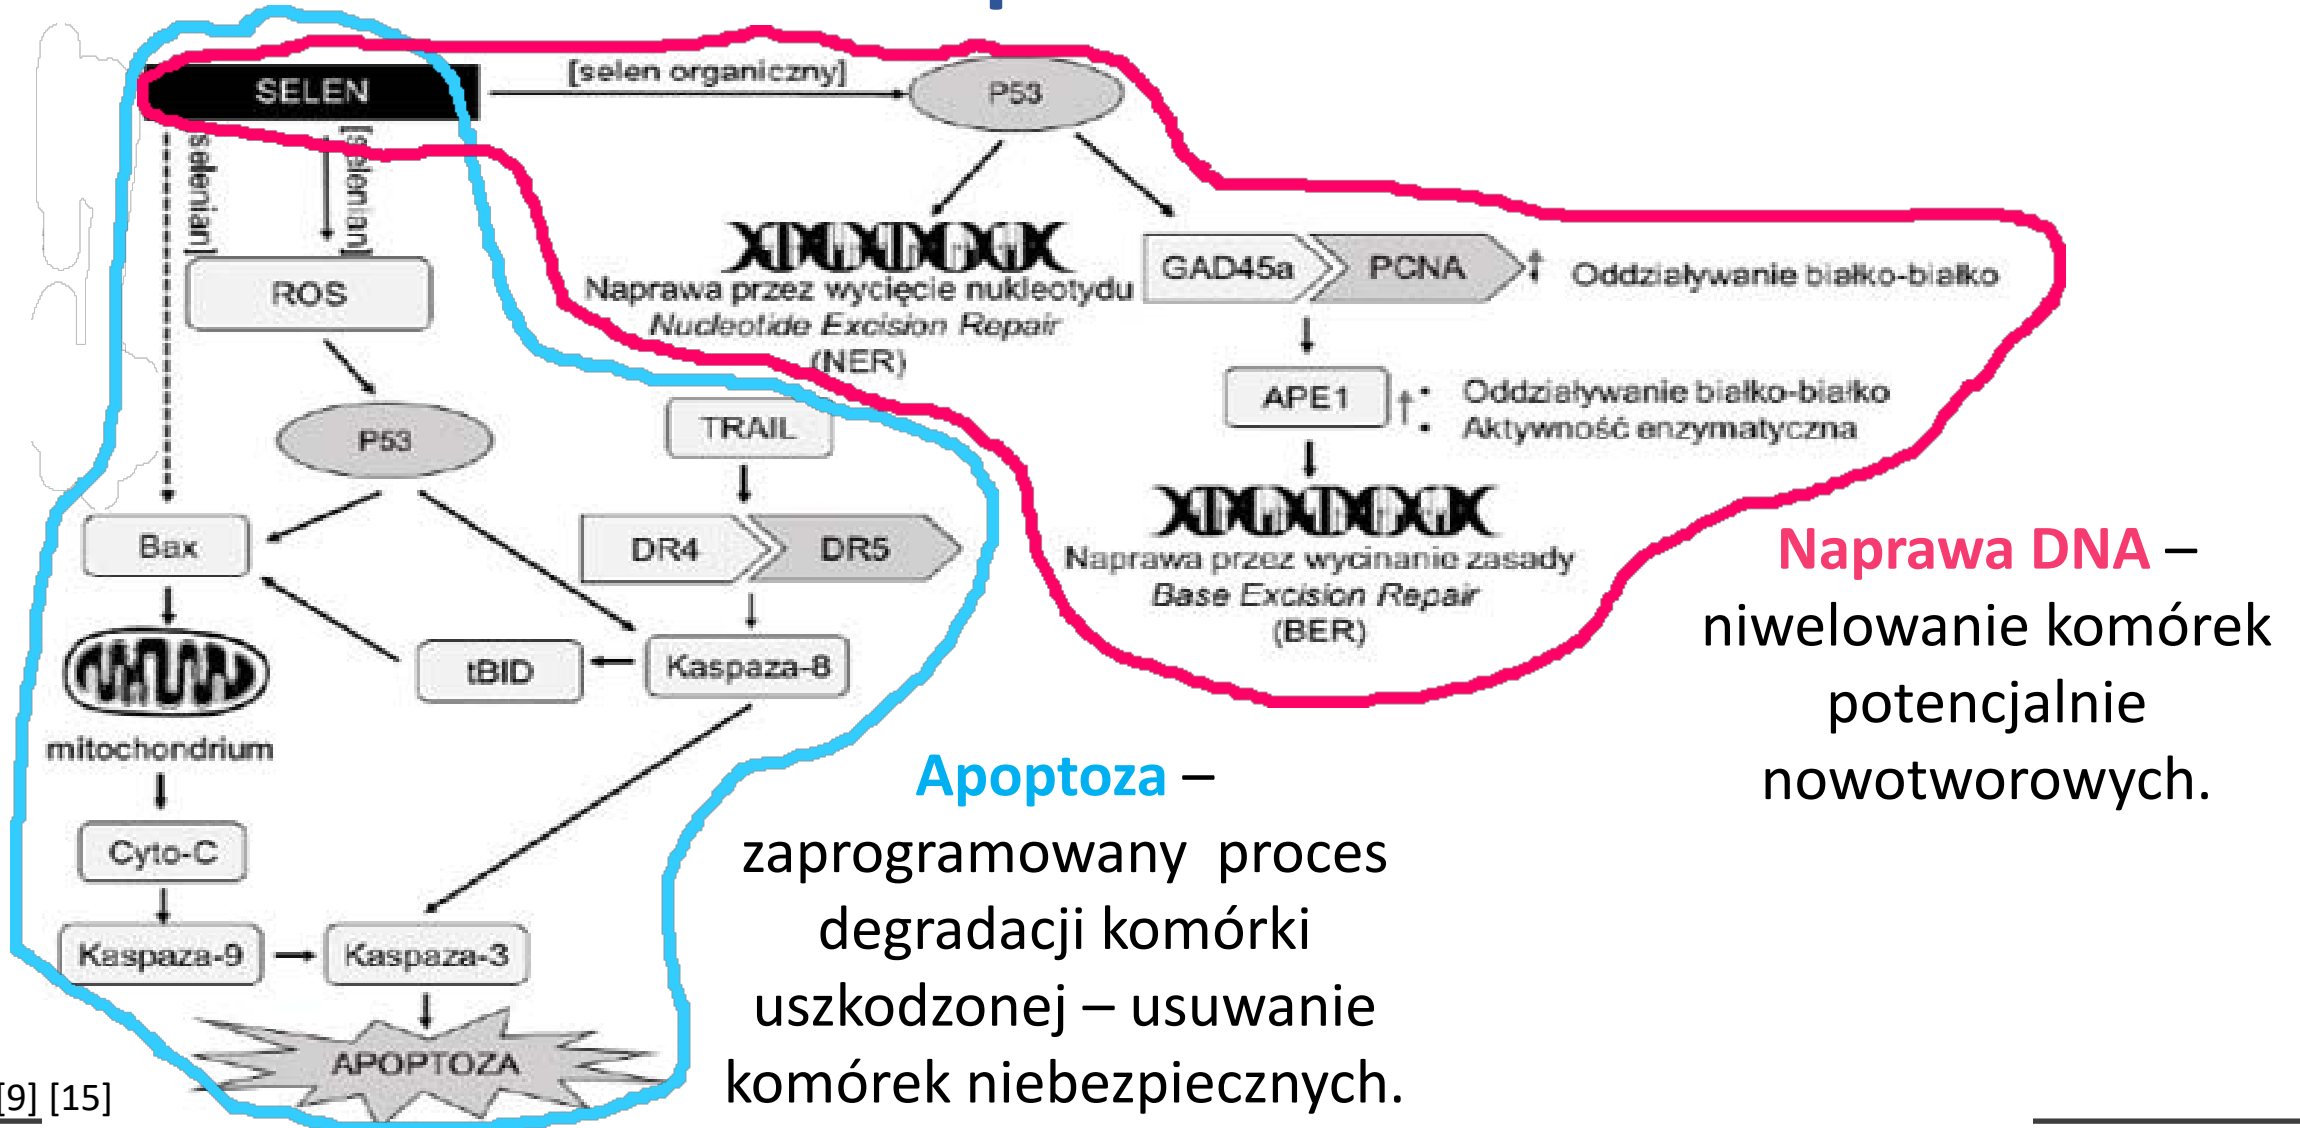 SELEN
[selen organiczny]
P53
[selenian]
[selenian]
ROS
Naprawa przez wycięcie nukleotydu
Nucleotide Excision Repair
(NER)
GAD45a
PCNA
Oddziaływanie białko-białko
APE1
• Oddziaływanie białko-białko
• Aktywność enzymatyczna
Naprawa przez wycinanie zasady
Base Excision Repair
(BER)
P53
TRAIL
Bax
DR4
DR5
tBID
Kaspaza-8
mitochondrium
Cyto-C
Kaspaza-9
Kaspaza-3
APOPTOZA
Naprawa DNA –
niwelowanie komórek
potencjalnie
nowotworowych.
Apoptoza –
zaprogramowany proces
degradacji komórki
uszkodzonej – usuwanie
komórek niebezpiecznych.
[9] [15]